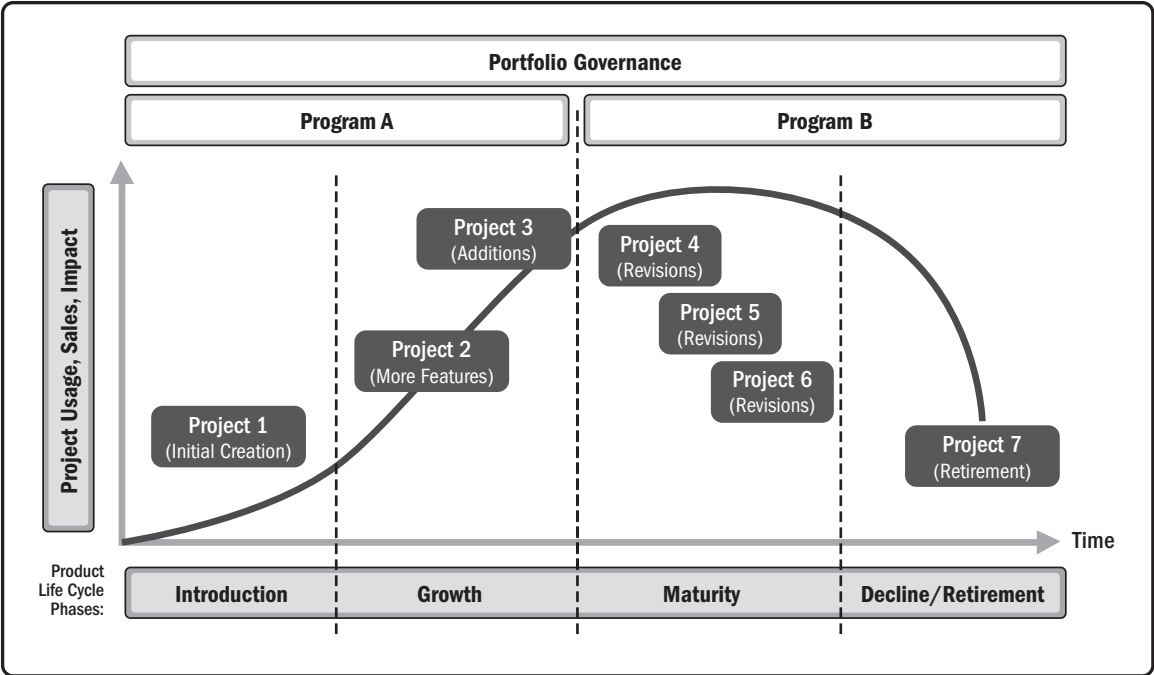 Portfolio Governance
Program A
Program B
Project Usage, Sales, Impact
Project 3
(Additions)
Project 4
(Revisions)
Project 5
(Revisions)
Project 2
(More Features)
Project 6
(Revisions)
Project 1
(Initial Creation)
Project 7
(Retirement)
Time
Product
Life Cycle
Phases:
Introduction
Growth
Maturity
Decline/Retirement